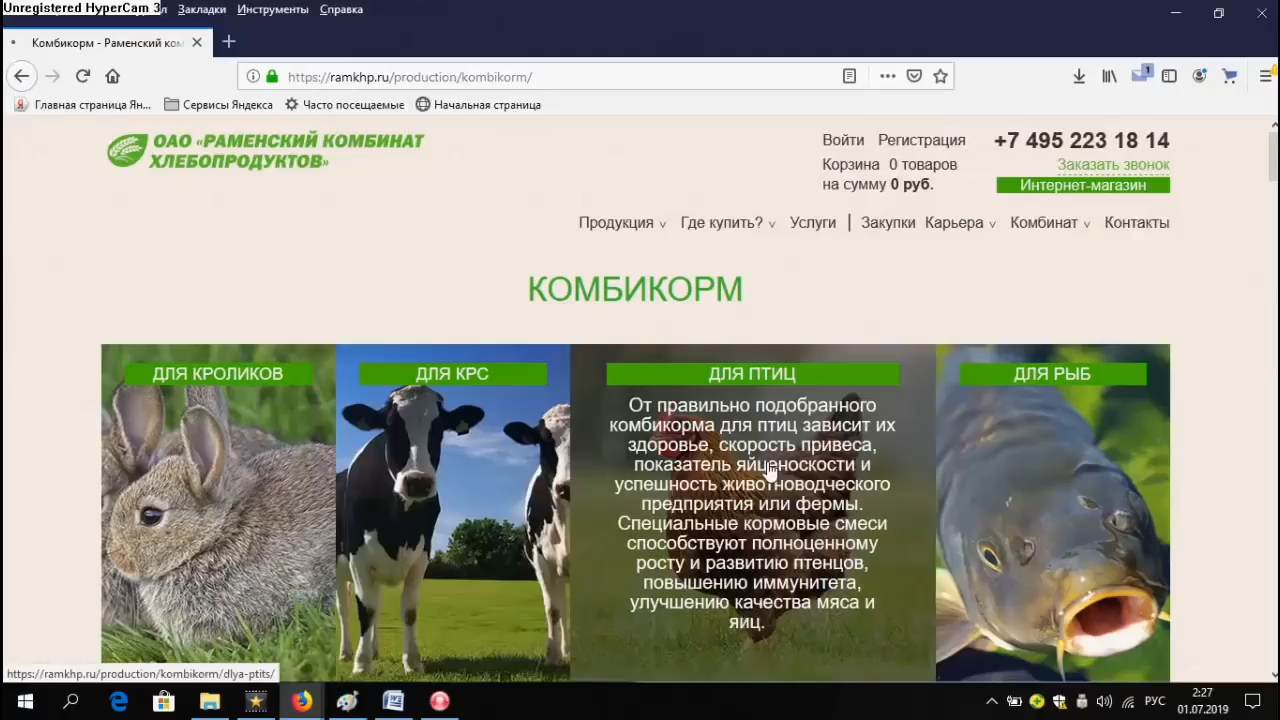 Unregistered HyperCam 3
Закладки Инструменты Справка
Комбикорм - Раменский ком
https://ramkhp.ru/production/kombikorm/
1
Главная страница Ян... Сервисы Яндекса Часто посещаемые Начальная страница
ОАО «РАМЕНСКИЙ КОМБИНАТ
ХЛЕБОПРОДУКТОВ»
Войти Регистрация
Корзина 0 товаров
на сумму 0 руб.
+7 495 223 18 14
Заказать звонок
Интернет-магазин
Продукция Где купить? Услуги | Закупки Карьера Комбинат Контакты
КОМБИКОРМ
ДЛЯ КРОЛИКОВ
ДЛЯ КРС
ДЛЯ ПТИЦ
От правильно подобранного
комбикорма для птиц зависит их
здоровье, скорость привеса,
показатель яйценоскости и
успешность животноводческого
предприятия или фермы.
Специальные кормовые смеси
способствуют полноценному
росту и развитию птенцов,
повышению иммунитета,
улучшению качества мяса и
яиц.
ДЛЯ РЫБ
https://ramkhp.ru/production/kombikorm/dlya-ptits/
РУС
2:27
01.07.2019